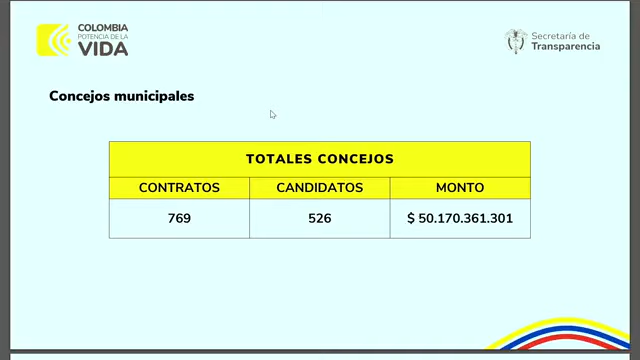 COLOMBIA
POTENCIA DE LA
VIDA
Secretaría de
Transparencia
Concejos municipales
TOTALES CONCEJOS
CONTRATOS CANDIDATOS MONTO
769 526 $ 50.170.361.301